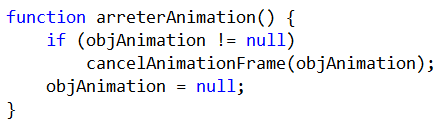 function arreterAnimation() {
    if (objAnimation != null)
        cancelAnimationFrame(objAnimation);
    objAnimation = null;
}